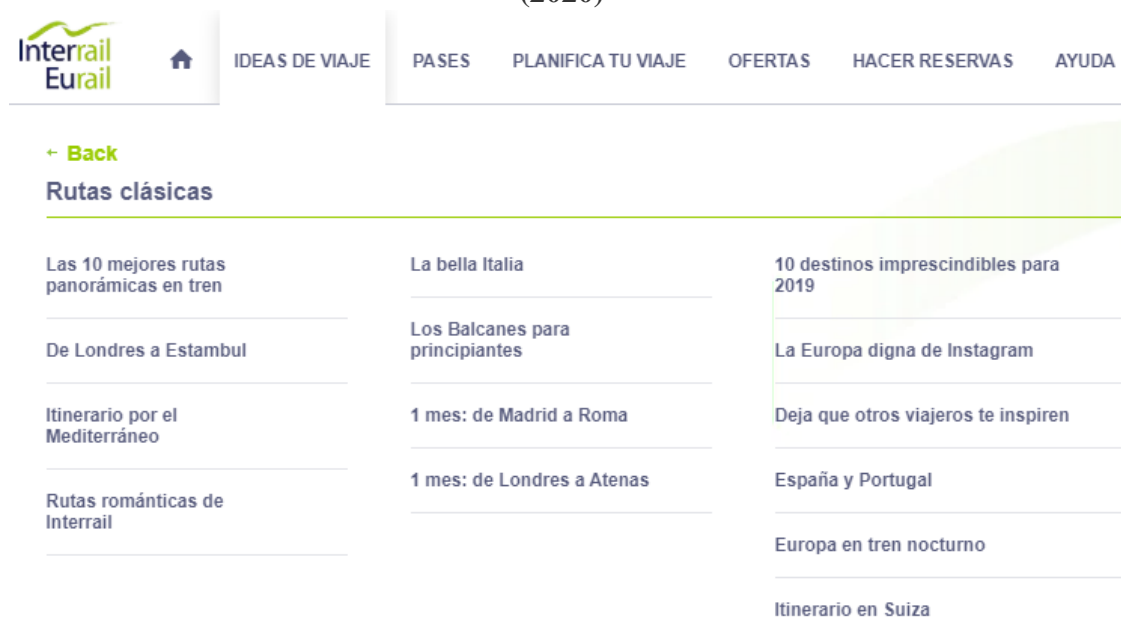 (2020)
Interrail
Eurail
IDEAS DE VIAJE
PASES
PLANIFICA TU VIAJE
OFERTAS
HACER RESERVAS
AYUDA
← Back
Rutas clásicas
Las 10 mejores rutas
panorámicas en tren
De Londres a Estambul
Itinerario por el
Mediterráneo
Rutas románticas de
Interrail
La bella Italia
Los Balcanes para
principiantes
1 mes: de Madrid a Roma
1 mes: de Londres a Atenas
10 destinos imprescindibles para
2019
La Europa digna de Instagram
Deja que otros viajeros te inspiren
España y Portugal
Europa en tren nocturno
Itinerario en Suiza